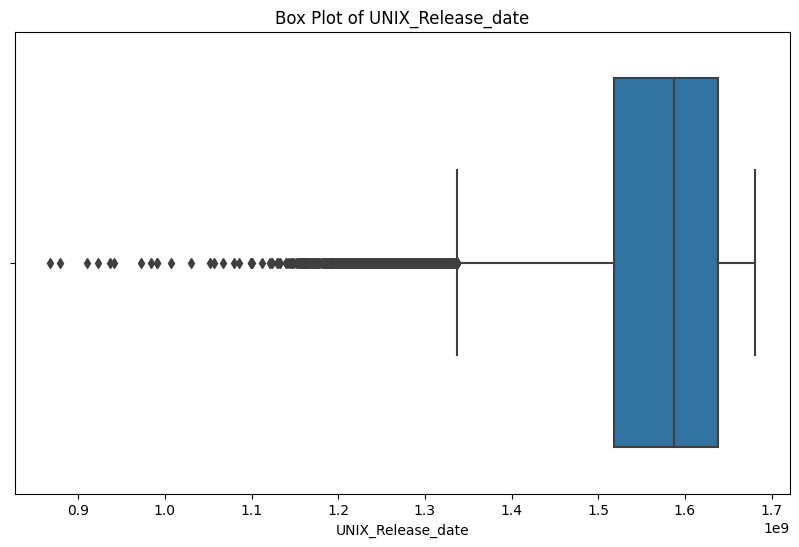 Box Plot of UNIX_Release_date
0.9 1.0 1.1 1.2 1.3 1.4 1.5 1.6 1.7
1e9
UNIX_Release_date